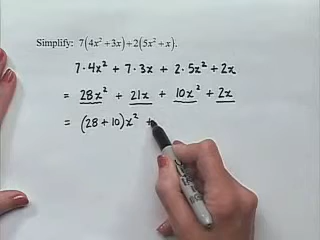 Simplify: 7(4x² + 3x) + 2(5x² + x).
7·4x² + 7·3x + 2·5x² + 2x
= 28x² + 21x + 10x² + 2x
= (28+10)x² +